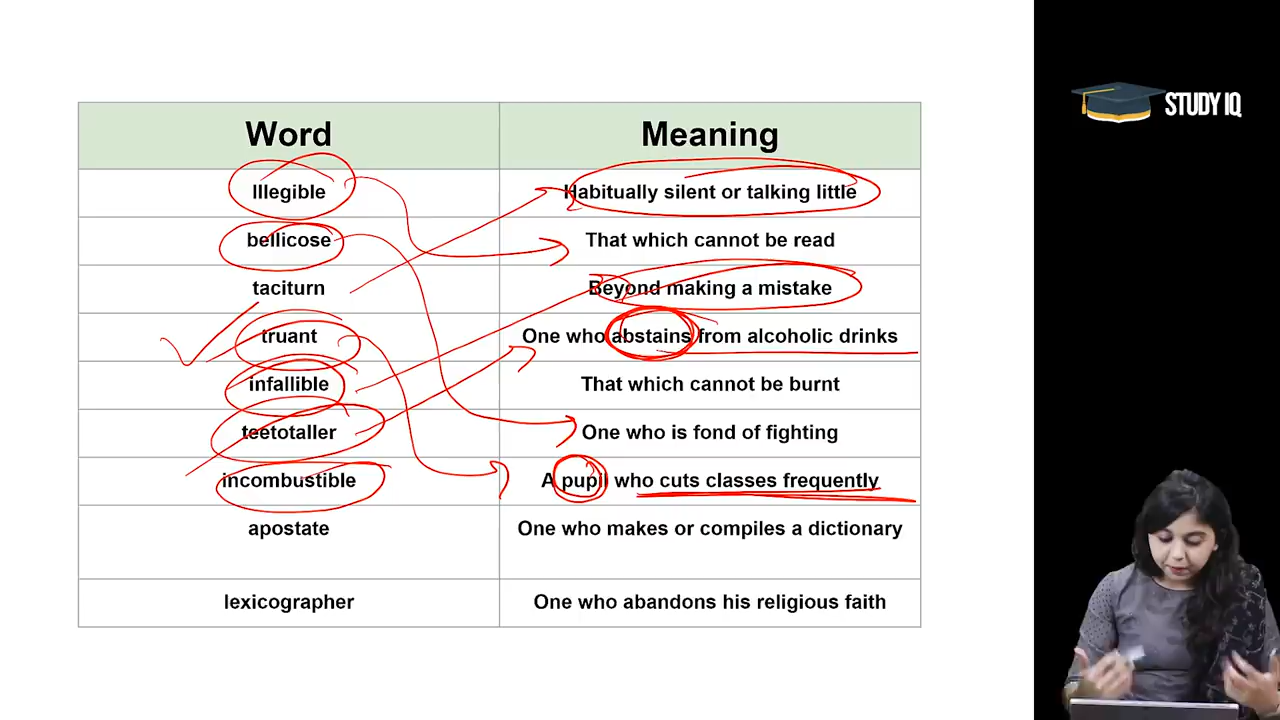 STUDY IQ
Word Meaning
Illegible Habitually silent or talking little
bellicose That which cannot be read
taciturn Beyond making a mistake
truant One who abstains from alcoholic drinks
infallible That which cannot be burnt
teetotaller One who is fond of fighting
incombustible A pupil who cuts classes frequently
apostate One who makes or compiles a dictionary
lexicographer One who abandons his religious faith